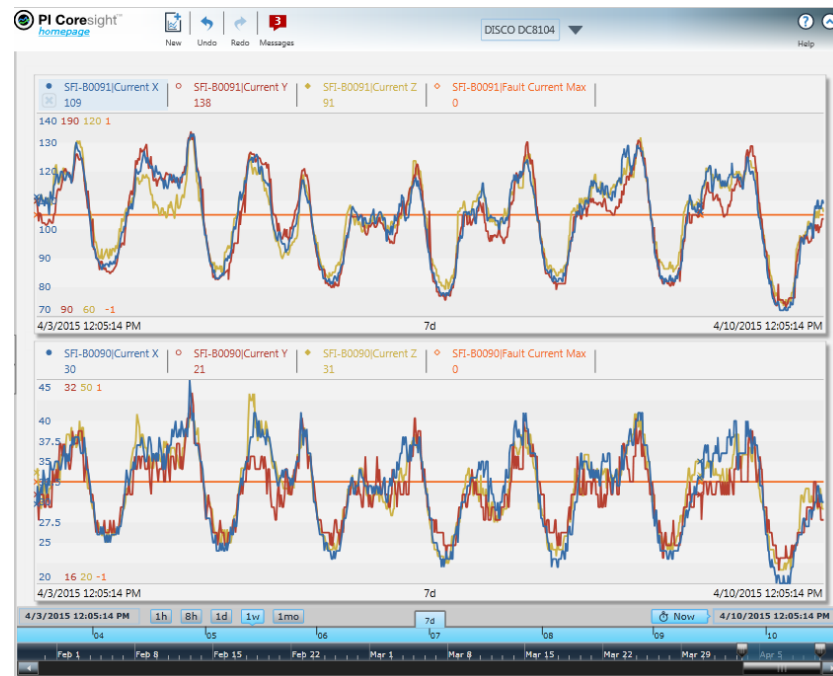 PI Coresight™
homepage
New Undo Redo Messages
3
DISCO DC8104
Help
SFI-B0091|Current X SFI-B0091|Current Y SFI-B0091|Current Z SFI-B0091|Fault Current Max
109 138 91 0
140 190 120 1
130
120
100
90
80
70 90 60 -1
4/3/2015 12:05:14 PM 7d 4/10/2015 12:05:14 PM
SFI-B0090|Current X SFI-B0090|Current Y SFI-B0090|Current Z SFI-B0090|Fault Current Max
30 21 31 0
45 32 50 1
40
37.5
35
27.5
25
20 16 20 -1
4/3/2015 12:05:14 PM 7d 4/10/2015 12:05:14 PM
4/3/2015 12:05:14 PM 1h 8h 1d 1w 1mo 7d Now 4/10/2015 12:05:14 PM
'04 '05 '06 '07 '08 '09 '10
Feb 1 Feb 8 Feb 15 Feb 22 Mar 1 Mar 8 Mar 15 Mar 22 Mar 29 Apr 5